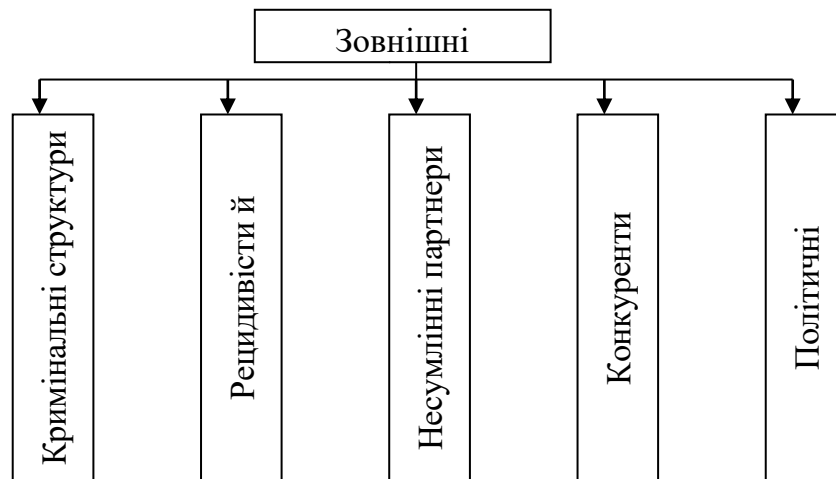 Зовнішні
Кримінальні структури
Рецидивісти й
Несумлінні партнери
Конкуренти
Політичні